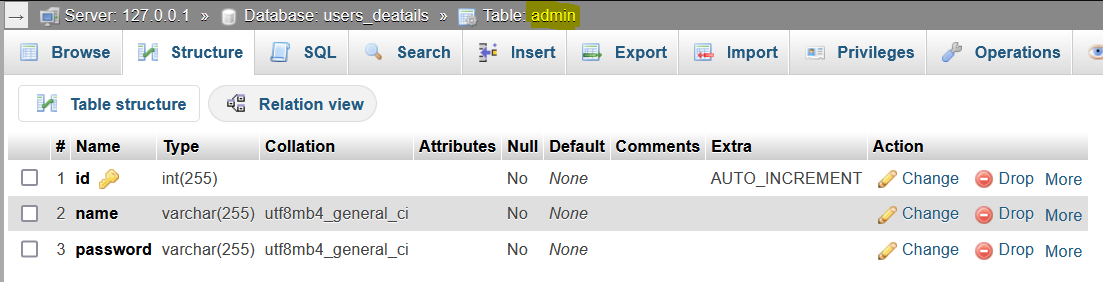 Server: 127.0.0.1 » Database: users_deatails » Table: admin
Browse Structure SQL Search Insert Export Import Privileges Operations
Table structure Relation view
# Name Type Collation Attributes Null Default Comments Extra Action
1 id int(255) No None AUTO_INCREMENT Change Drop More
2 name varchar(255) utf8mb4_general_ci No None Change Drop More
3 password varchar(255) utf8mb4_general_ci No None Change Drop More